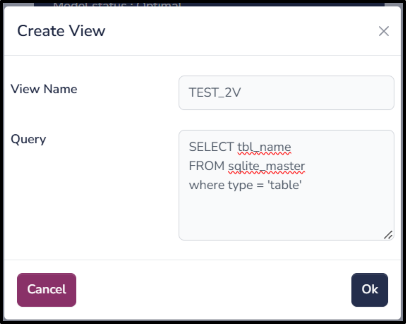 Model status : Optimal
Create View
View Name
TEST_2V
Query
SELECT tbl_name
FROM sqlite_master
where type = 'table'
Cancel
Ok